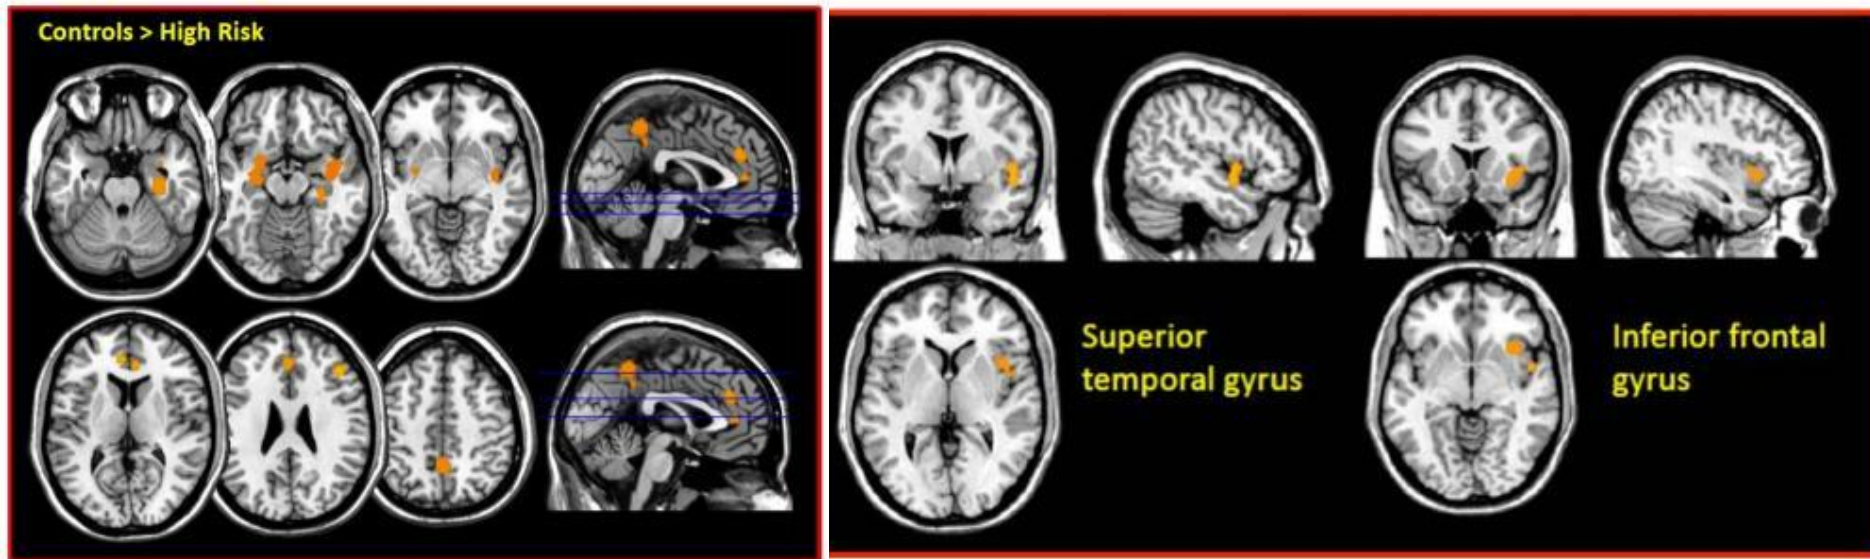 Controls > High Risk
Superior
temporal gyrus
Inferior frontal
gyrus